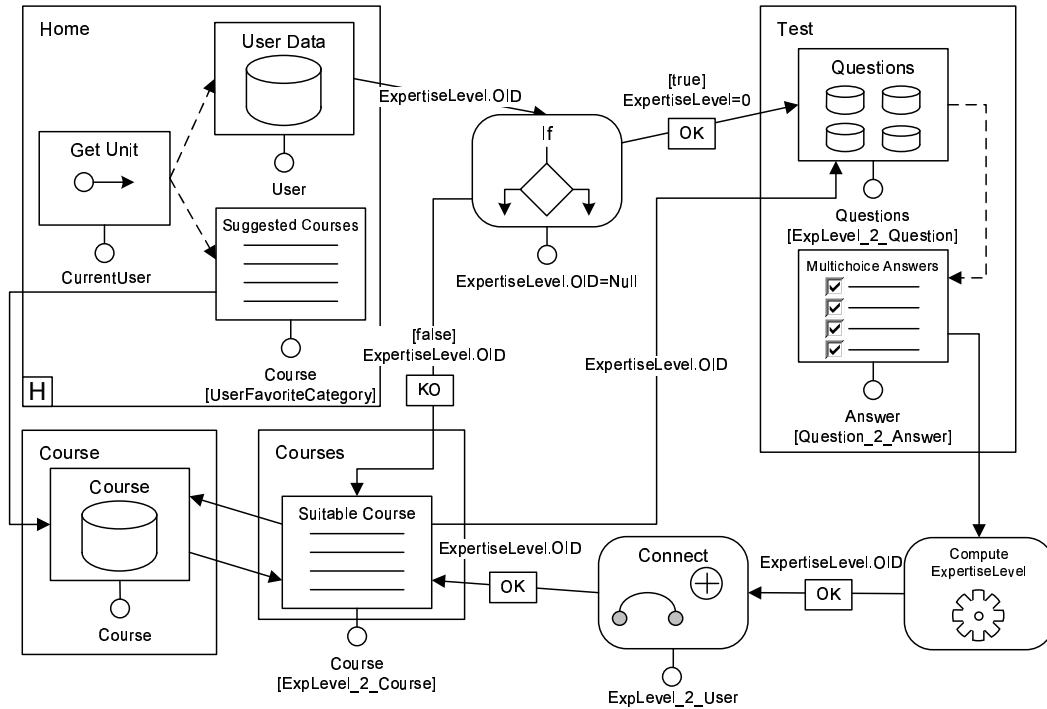 Home
User Data
User
Get Unit
CurrentUser
Suggested Courses
Course
[UserFavoriteCategory]
H
ExpertiseLevel.OID
If
ExpertiseLevel.OID=Null
[true]
ExpertiseLevel=0
OK
[false]
ExpertiseLevel.OID
KO
Test
Questions
Questions
[ExpLevel_2_Question]
Multichoice Answers
Answer
[Question_2_Answer]
ExpertiseLevel.OID
Course
Course
Course
Courses
Suitable Course
Course
[ExpLevel_2_Course]
ExpertiseLevel.OID
OK
Connect
ExpLevel_2_User
ExpertiseLevel.OID
OK
Compute
ExpertiseLevel